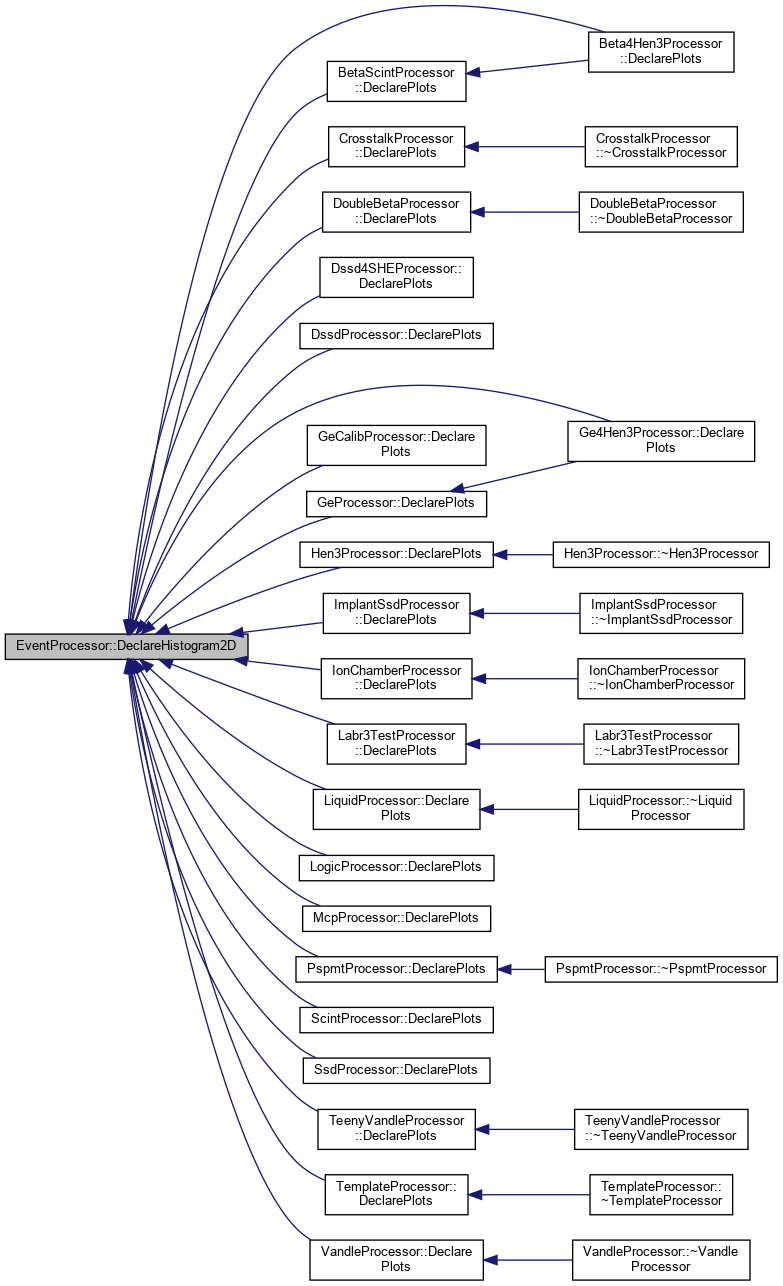 Beta4Hen3Processor
::DeclarePlots
BetaScintProcessor
::DeclarePlots
CrosstalkProcessor
::DeclarePlots
CrosstalkProcessor
::~CrosstalkProcessor
DoubleBetaProcessor
::DeclarePlots
DoubleBetaProcessor
::~DoubleBetaProcessor
Dssd4SHEProcessor::
DeclarePlots
DssdProcessor::DeclarePlots
GeCalibProcessor::Declare
Plots
Ge4Hen3Processor::Declare
Plots
GeProcessor::DeclarePlots
Hen3Processor::DeclarePlots
Hen3Processor::~Hen3Processor
ImplantSsdProcessor
::DeclarePlots
ImplantSsdProcessor
::~ImplantSsdProcessor
EventProcessor::DeclareHistogram2D
IonChamberProcessor
::DeclarePlots
IonChamberProcessor
::~IonChamberProcessor
Labr3TestProcessor
::DeclarePlots
Labr3TestProcessor
::~Labr3TestProcessor
LiquidProcessor::Declare
Plots
LiquidProcessor::~Liquid
Processor
LogicProcessor::DeclarePlots
McpProcessor::DeclarePlots
PspmtProcessor::DeclarePlots
PspmtProcessor::~PspmtProcessor
ScintProcessor::DeclarePlots
SsdProcessor::DeclarePlots
TeenyVandleProcessor
::DeclarePlots
TeenyVandleProcessor
::~TeenyVandleProcessor
TemplateProcessor::
DeclarePlots
TemplateProcessor::
~TemplateProcessor
VandleProcessor::Declare
Plots
VandleProcessor::~Vandle
Processor